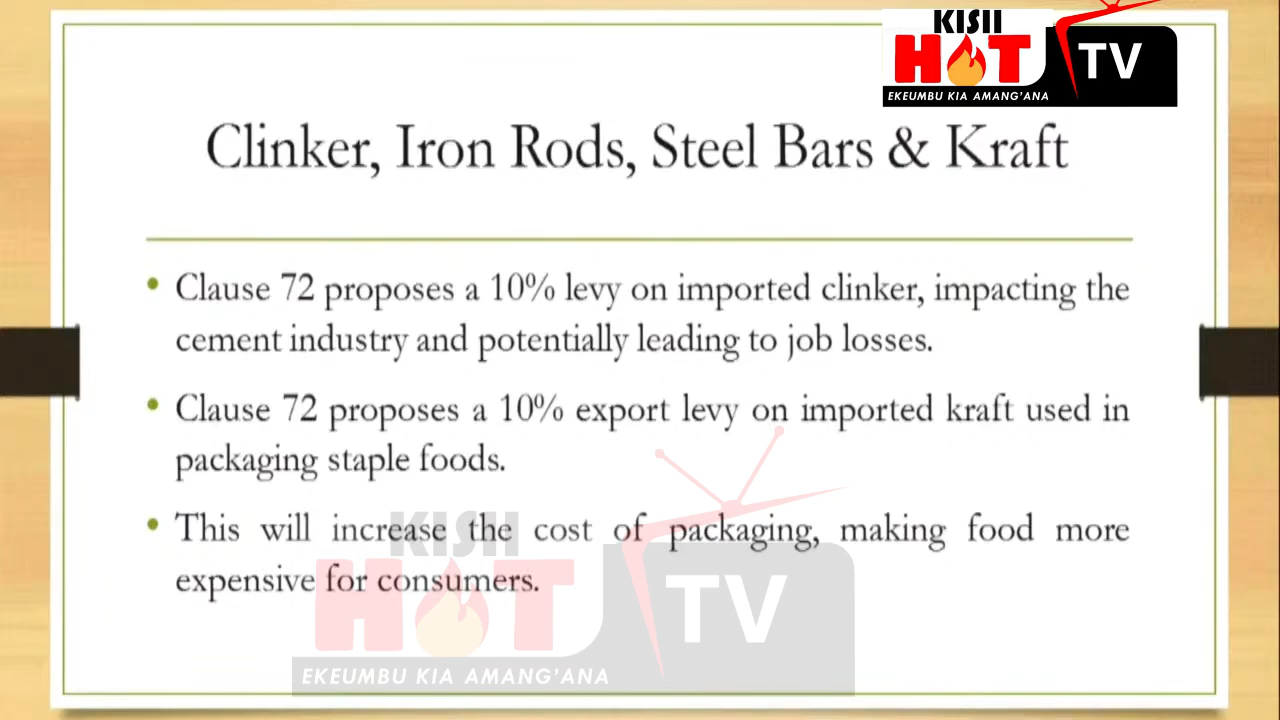 KISII
HOT TV
EKEUMBU KIA AMANG'ANA
Clinker, Iron Rods, Steel Bars & Kraft
• Clause 72 proposes a 10% levy on imported clinker, impacting the
cement industry and potentially leading to job losses.
• Clause 72 proposes a 10% export levy on imported kraft used in
packaging staple foods.
• This will increase the cost of packaging, making food more
expensive for consumers.
KISII
HOT TV
EKEUMBU KIA AMANG'ANA